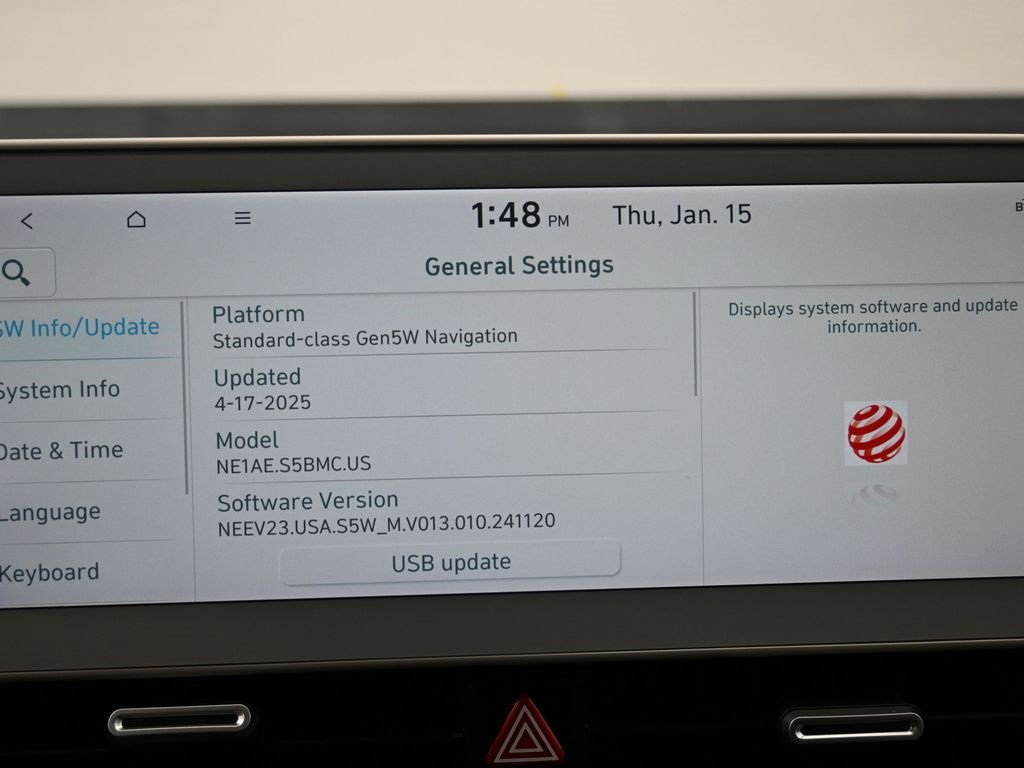 1:48 PM Thu, Jan. 15
General Settings
SW Info/Update
System Info
Date & Time
Language
Keyboard
Platform
Standard-class Gen5W Navigation
Updated
4-17-2025
Model
NE1AE.S5BMC.US
Software Version
NEEV23.USA.S5W_M.V013.010.241120
USB update
Displays system software and update
information.